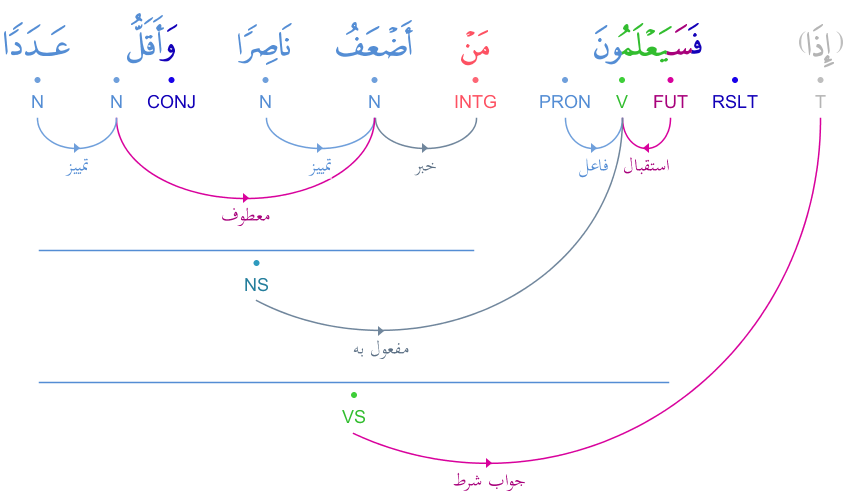 (إِذَا) فَسَيَعْلَمُونَ مَنْ أَضْعَفُ نَاصِرًا وَأَقَلُّ عَدَدًا
T RSLT FUT V PRON INTG N N CONJ N N
استقبال فاعل خبر تمييز تمييز
معطوف
NS
مفعول به
VS
جواب شرط